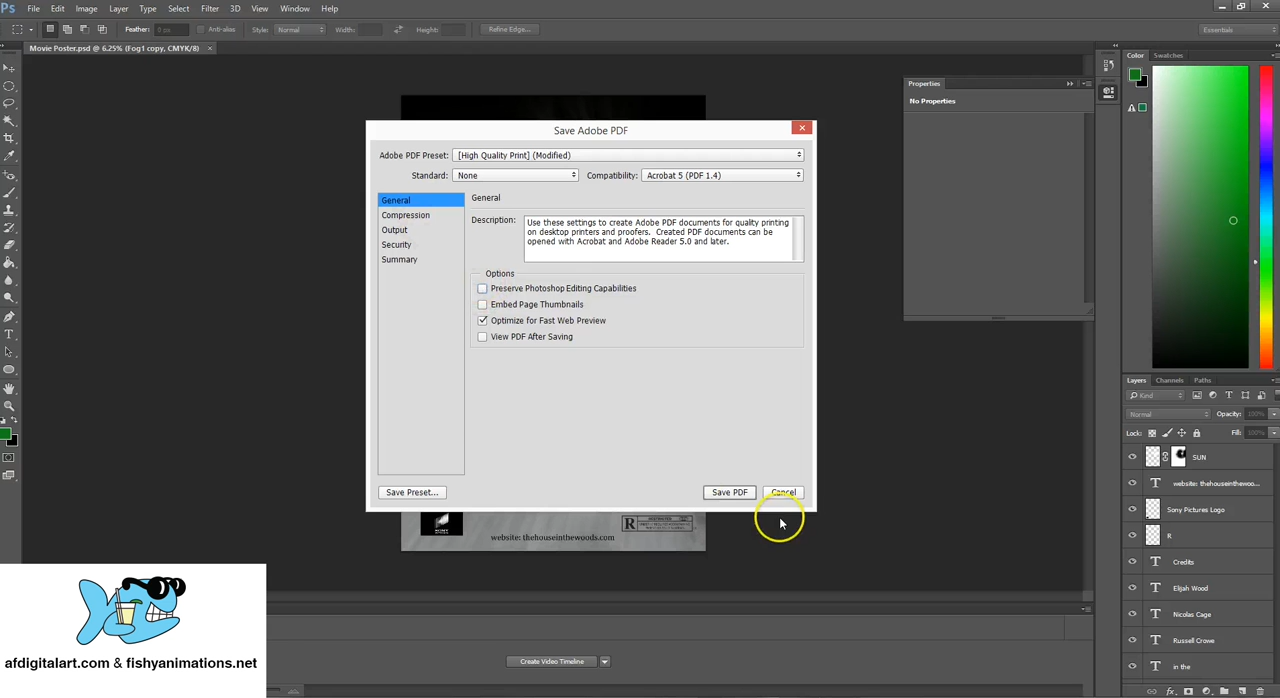 Ps File Edit Image Layer Type Select Filter 3D View Window Help
Feather: 0 px Anti-alias Style: Normal Width: Height: Refine Edge... Essentials
Movie Poster.psd @ 6.25% (Fog1 copy, CMYK/8) ×
Color Swatches
Properties
No Properties
Save Adobe PDF
Adobe PDF Preset: [High Quality Print] (Modified)
Standard: None Compatibility: Acrobat 5 (PDF 1.4)
General
Compression
Output
Security
Summary
General
Description: Use these settings to create Adobe PDF documents for quality printing
on desktop printers and proofers. Created PDF documents can be
opened with Acrobat and Adobe Reader 5.0 and later.
Options
Preserve Photoshop Editing Capabilities
Embed Page Thumbnails
Optimize for Fast Web Preview
View PDF After Saving
Save Preset... Save PDF Cancel
R
website: thehouseinthewoods.com
Layers Channels Paths
Kind
Normal Opacity: 100%
Lock: Fill: 100%
SUN
website: thehouseinthewoo...
Sony Pictures Logo
R
Credits
Elijah Wood
Nicolas Cage
Russell Crowe
in the
Create Video Timeline
afdigitalart.com & fishyanimations.net